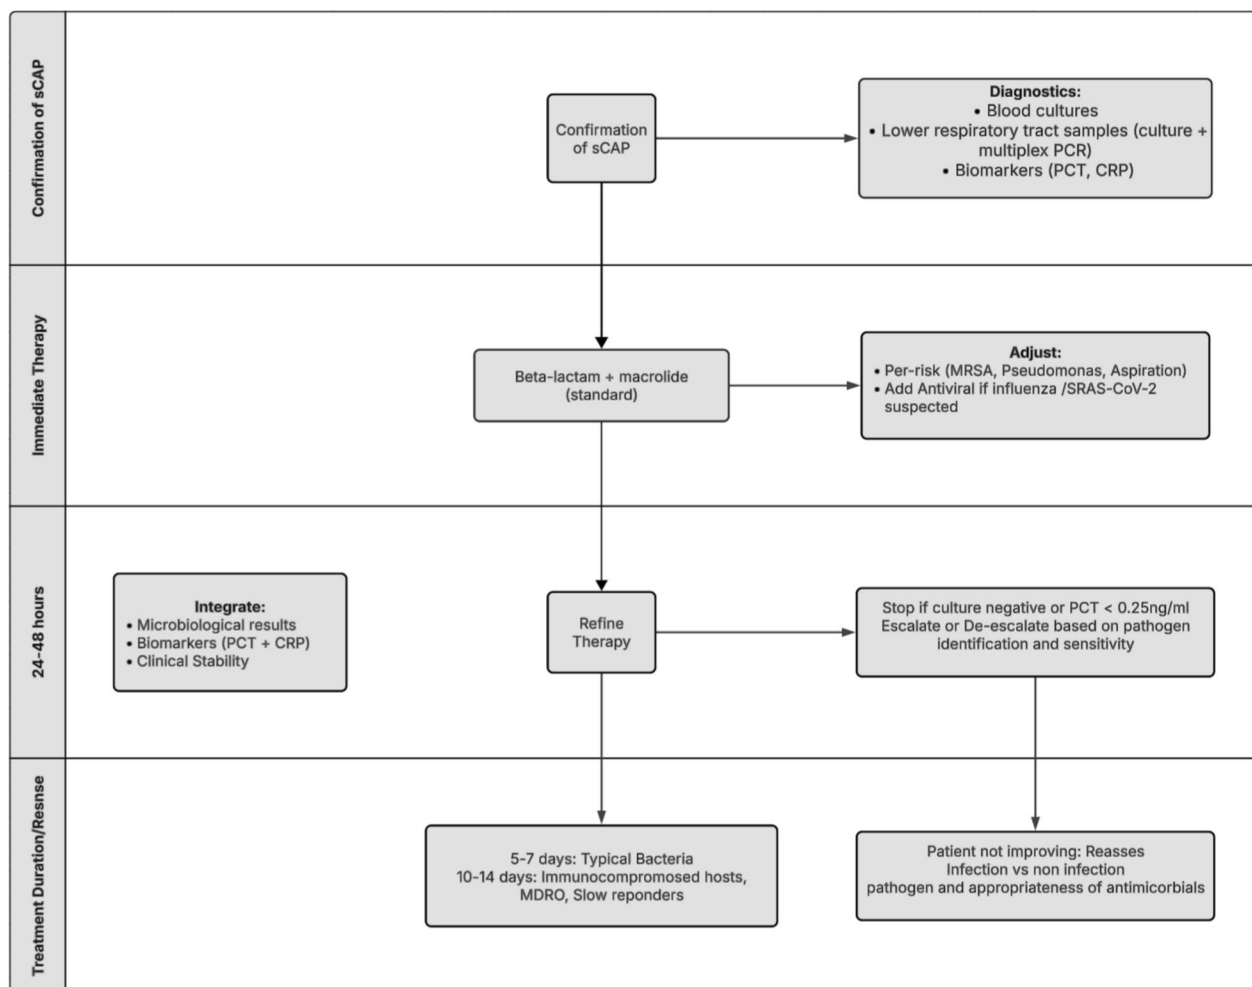 Confirmation of sCAP
Confirmation
of sCAP
Diagnostics:
• Blood cultures
• Lower respiratory tract samples (culture +
multiplex PCR)
• Biomarkers (PCT, CRP)
Immediate Therapy
Beta-lactam + macrolide
(standard)
Adjust:
• Per-risk (MRSA, Pseudomonas, Aspiration)
• Add Antiviral if influenza /SRAS-CoV-2
suspected
24-48 hours
Integrate:
• Microbiological results
• Biomarkers (PCT + CRP)
• Clinical Stability
Refine
Therapy
Stop if culture negative or PCT < 0.25ng/ml
Escalate or De-escalate based on pathogen
identification and sensitivity
Treatment Duration/Resnse
5-7 days: Typical Bacteria
10-14 days: Immunocompromosed hosts,
MDRO, Slow reponders
Patient not improving: Reasses
Infection vs non infection
pathogen and appropriateness of antimicorbials